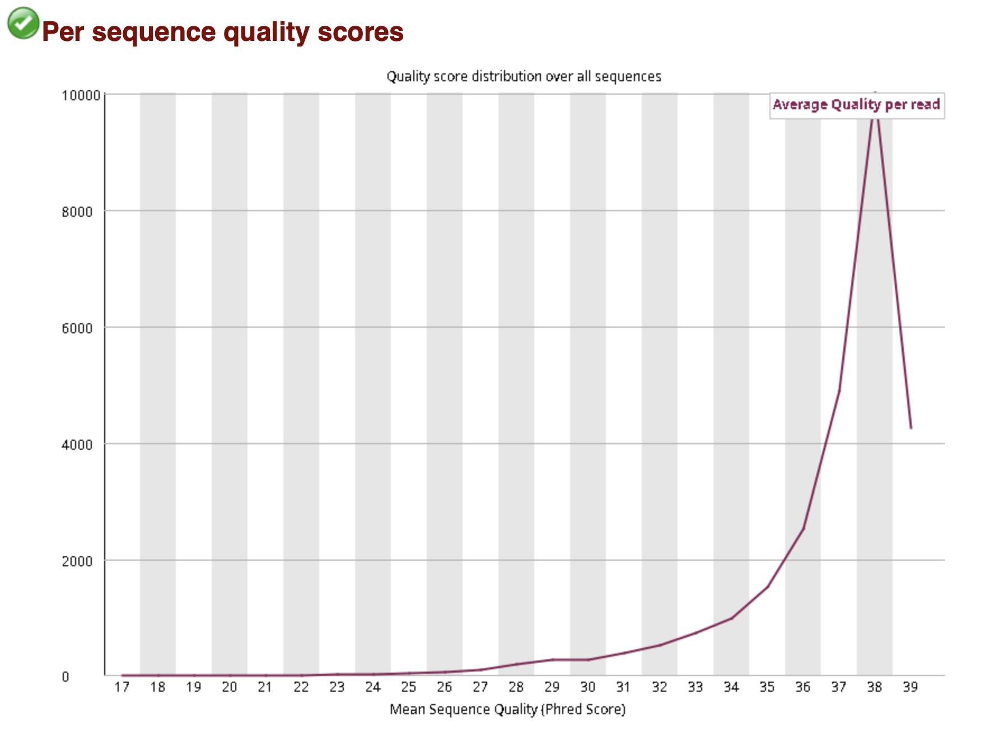 Per sequence quality scores
Quality score distribution over all sequences
Average Quality per read
10000
8000
6000
4000
2000
0
17 18 19 20 21 22 23 24 25 26 27 28 29 30 31 32 33 34 35 36 37 38 39
Mean Sequence Quality (Phred Score)